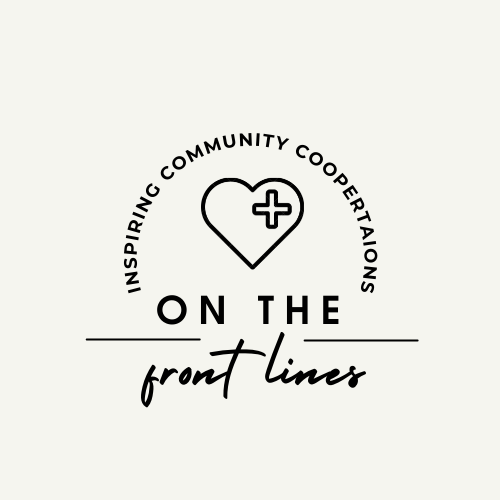 INSPIRING COMMUNITY COOPERTAIONS
ON THE
front lines